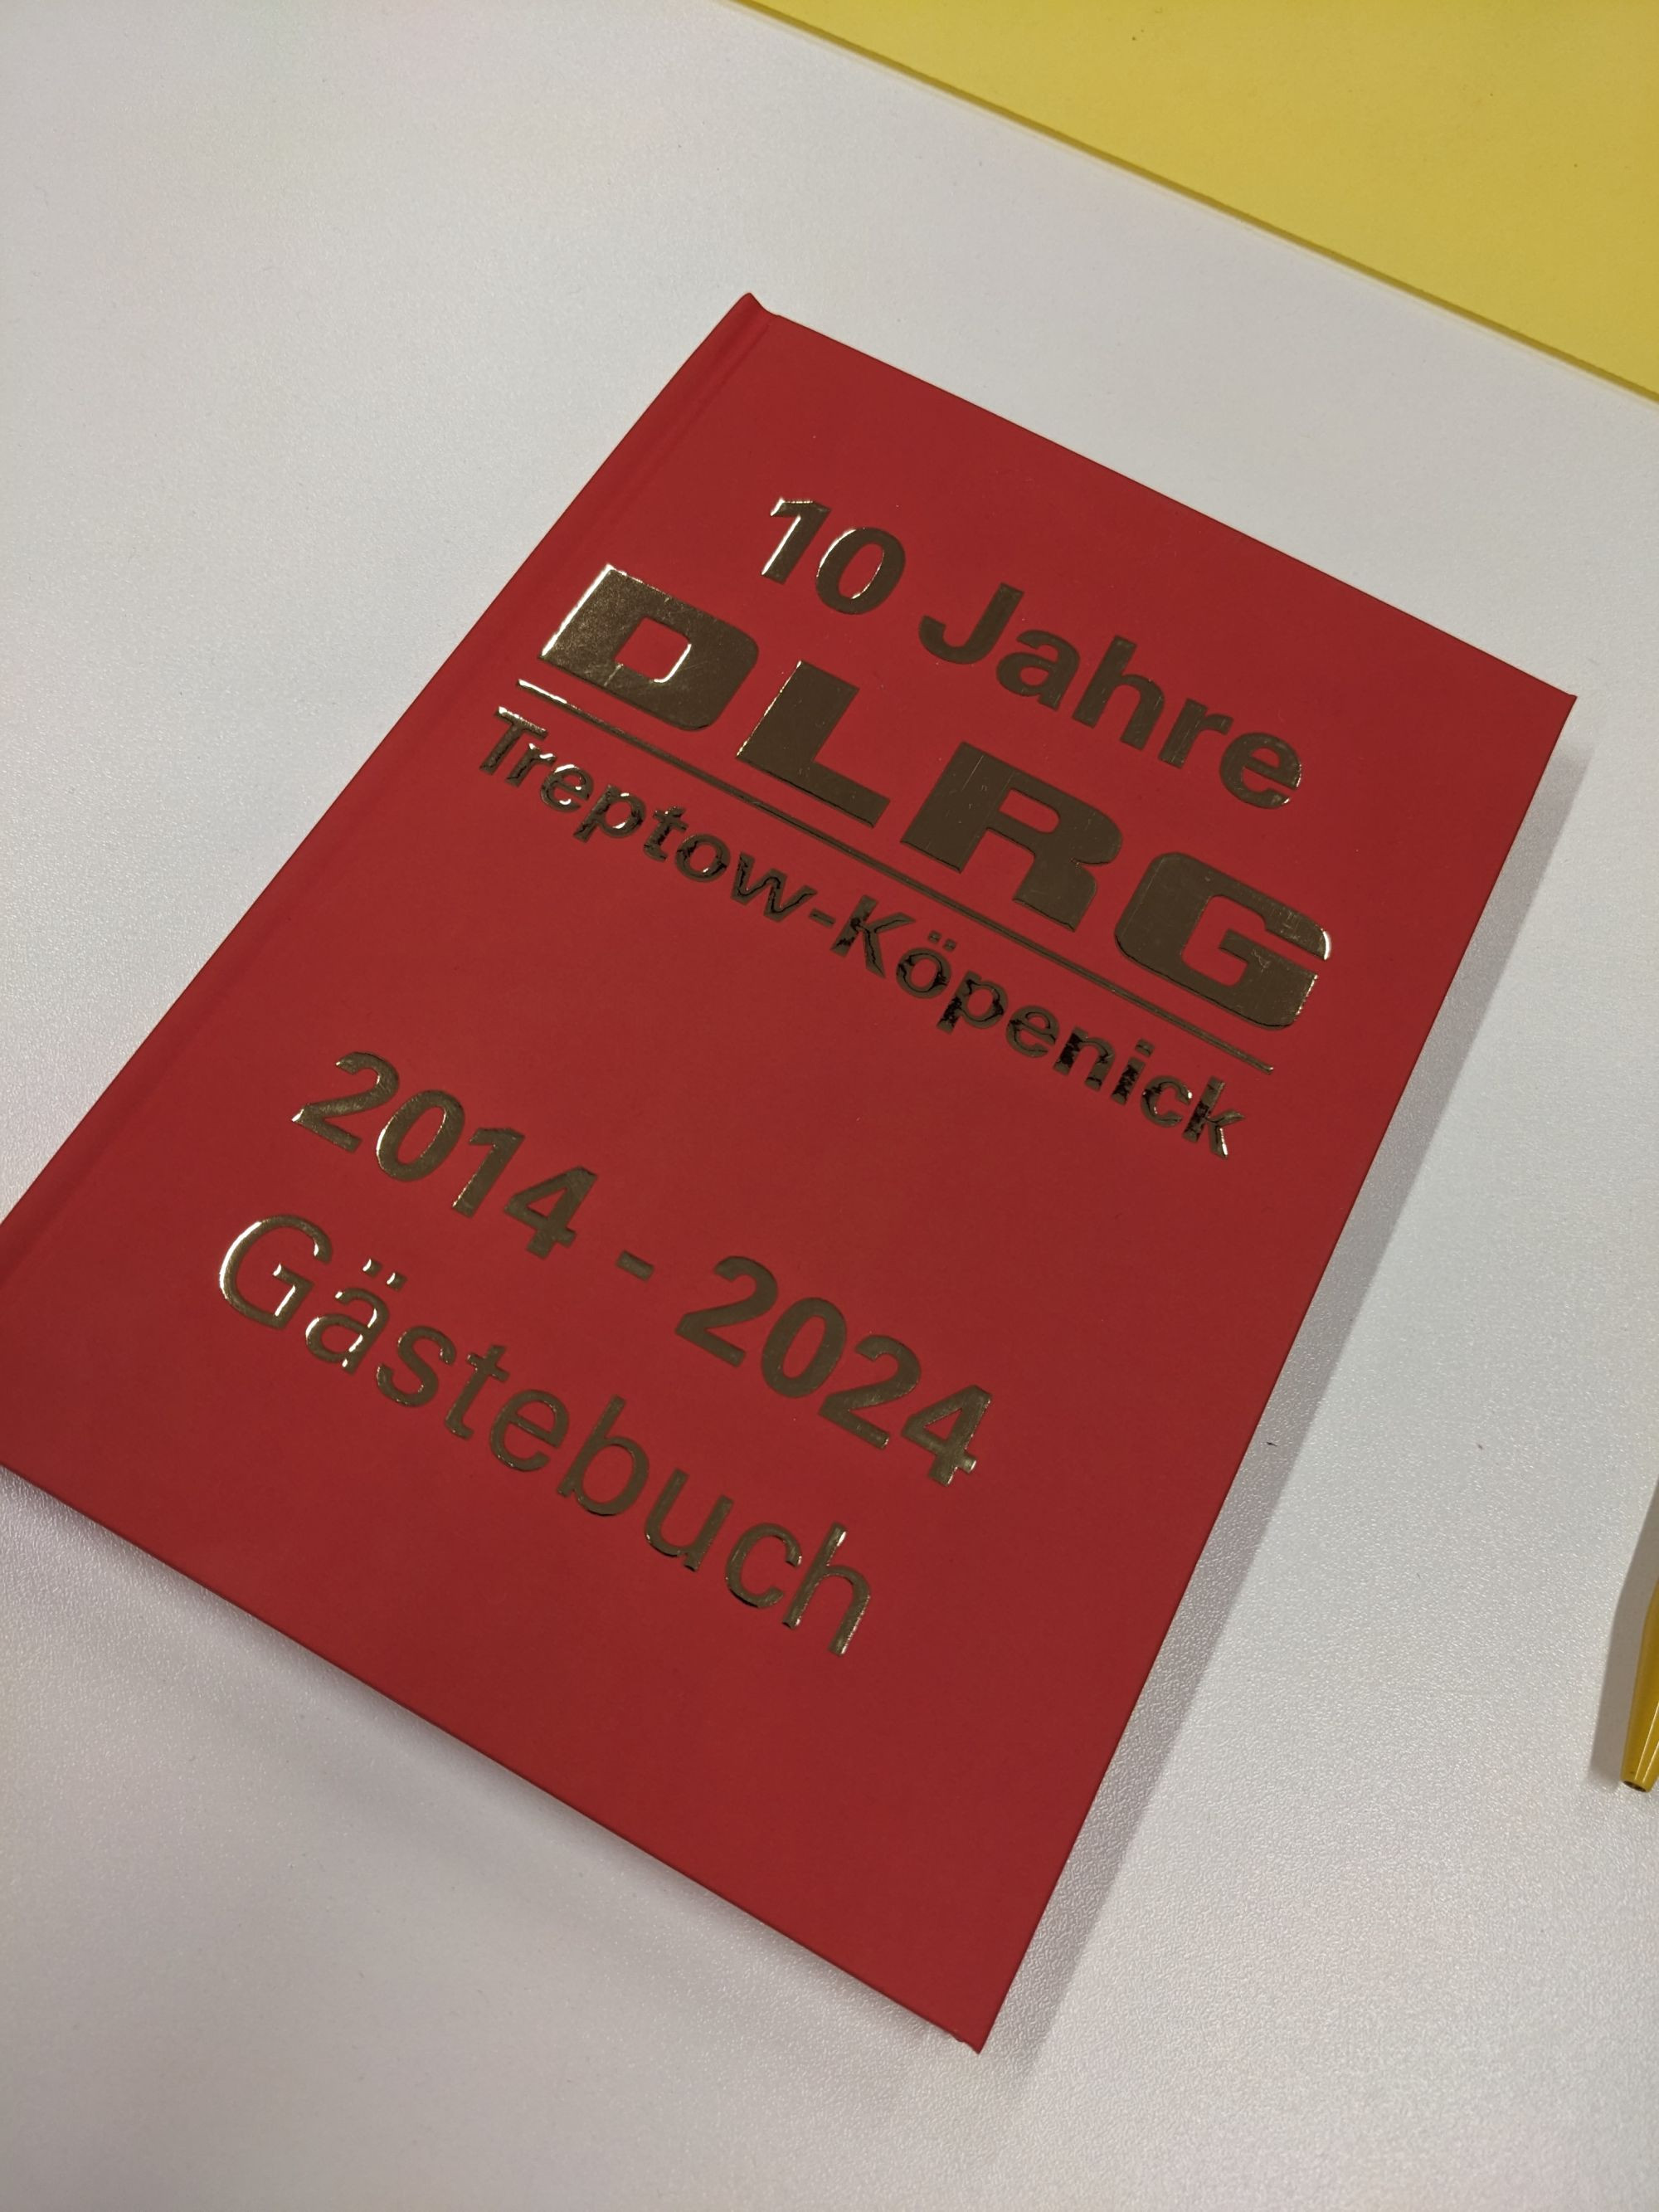 10 Jahre
DLRG
Treptow-Köpenick
2014 - 2024
Gästebuch